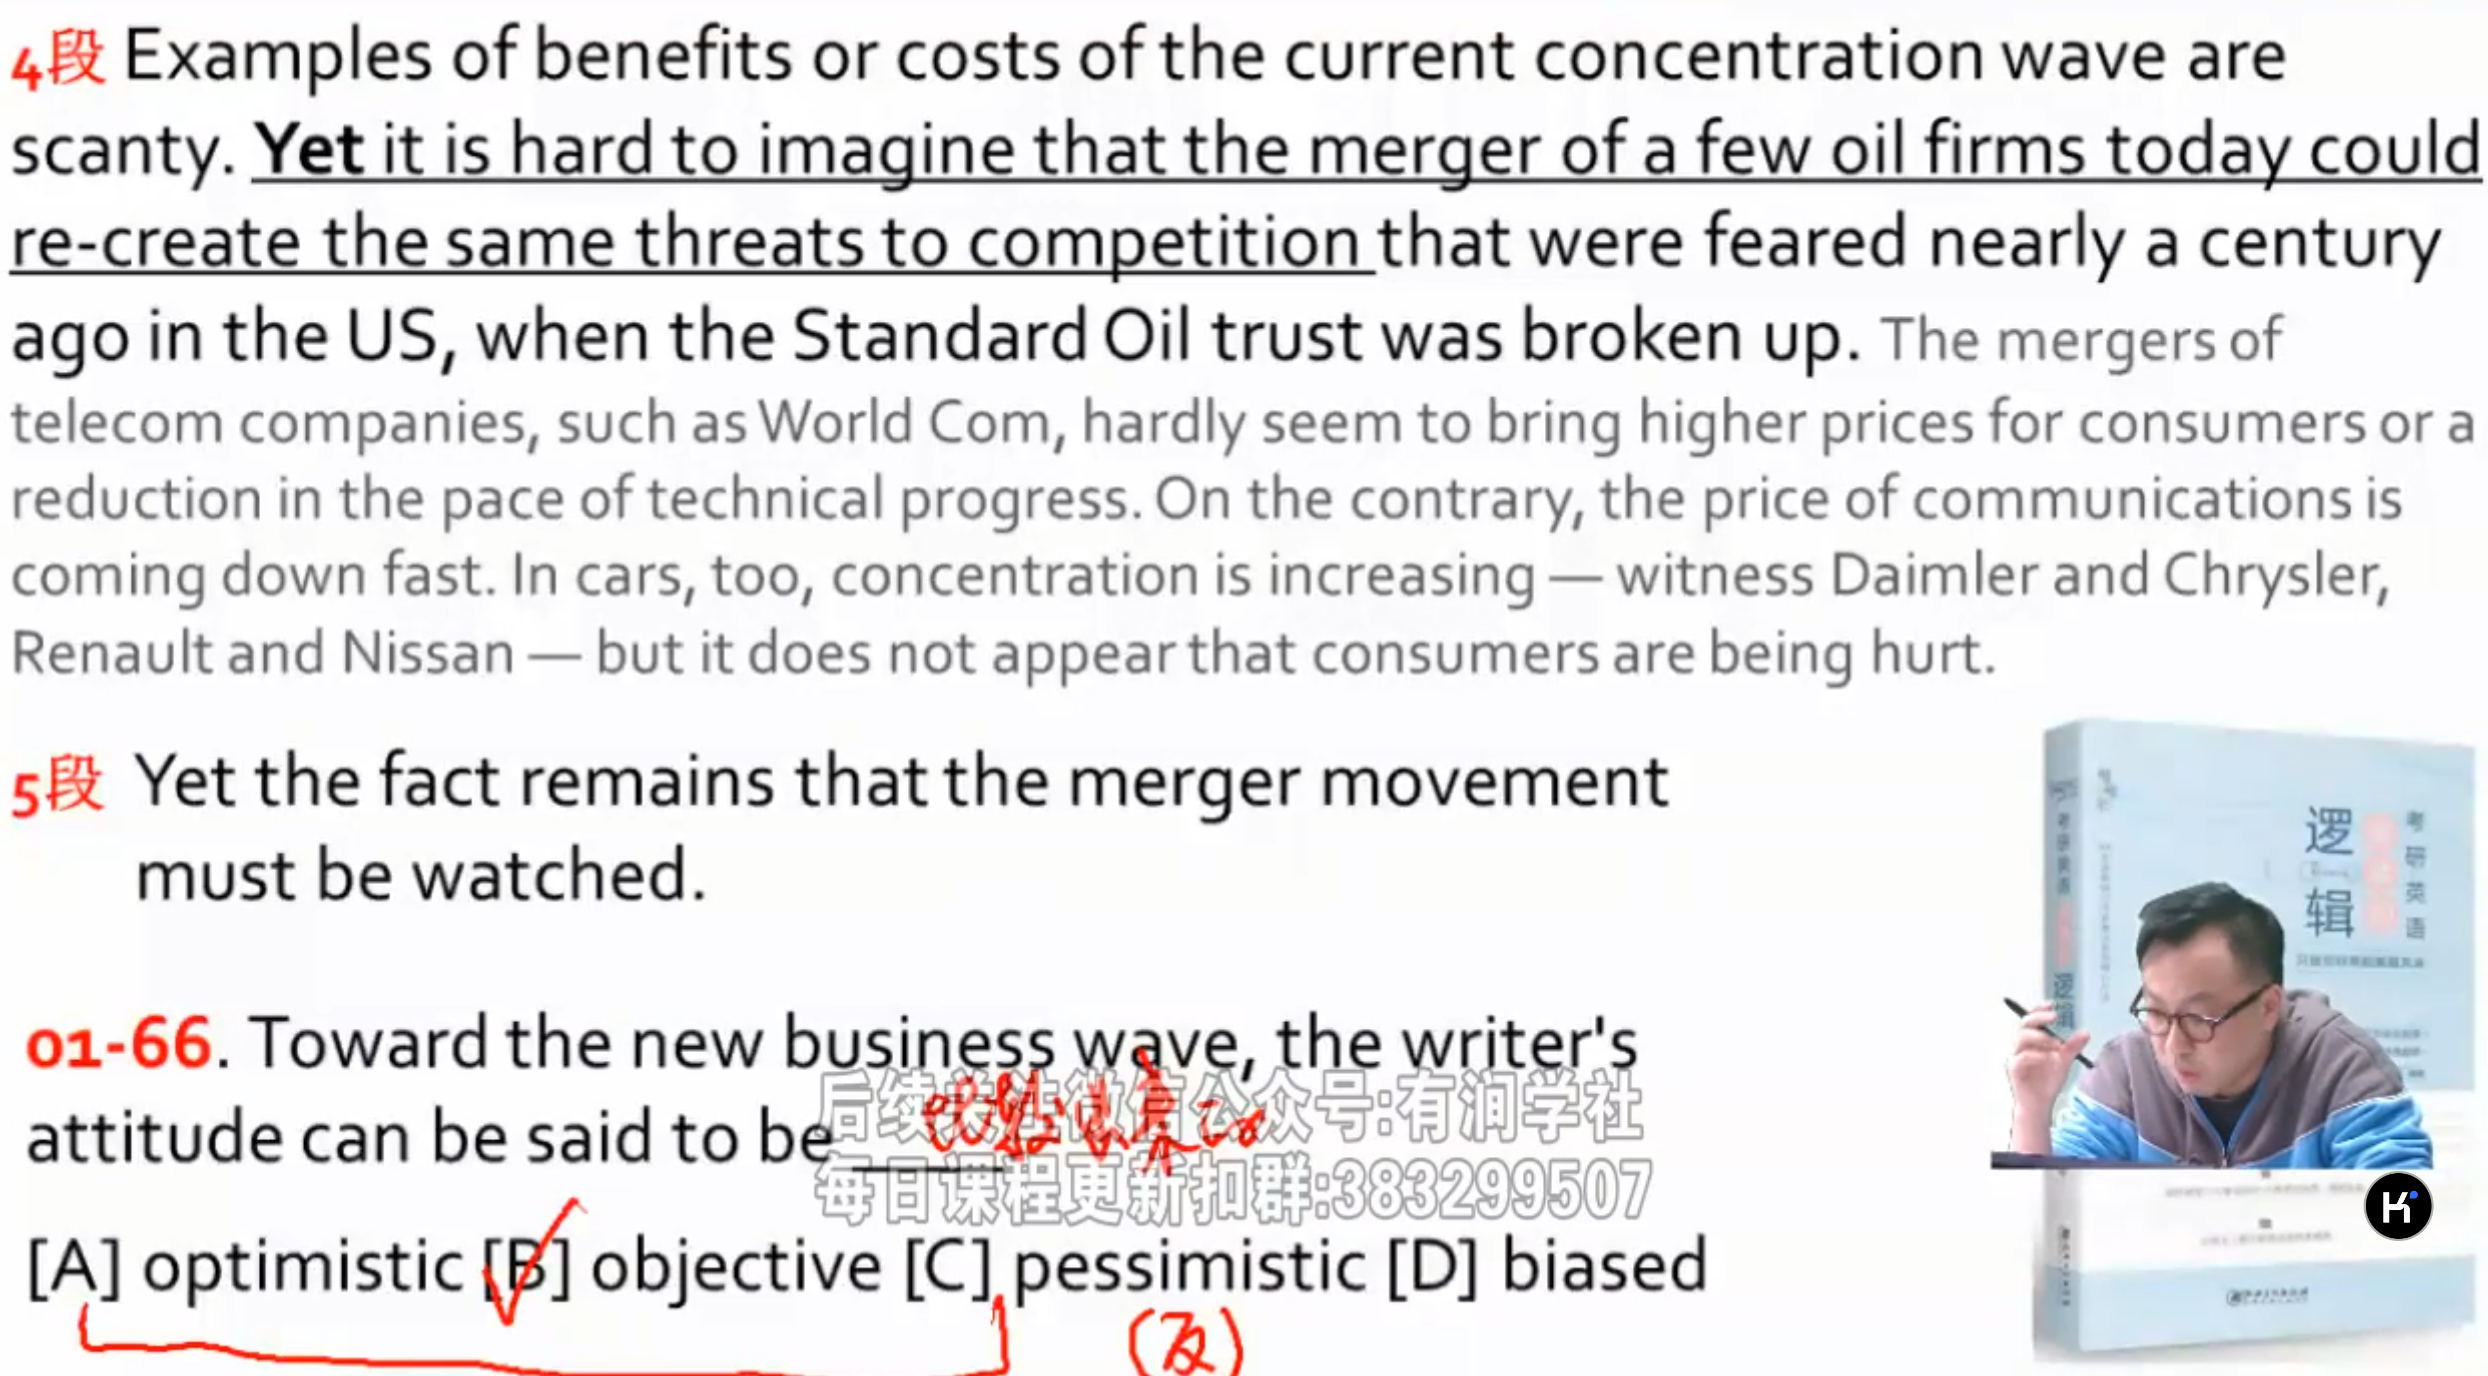 4段 Examples of benefits or costs of the current concentration wave are
scanty. Yet it is hard to imagine that the merger of a few oil firms today could
re-create the same threats to competition that were feared nearly a century
ago in the US, when the Standard Oil trust was broken up. The mergers of
telecom companies, such as World Com, hardly seem to bring higher prices for consumers or a
reduction in the pace of technical progress. On the contrary, the price of communications is
coming down fast. In cars, too, concentration is increasing — witness Daimler and Chrysler,
Renault and Nissan — but it does not appear that consumers are being hurt.
5段 Yet the fact remains that the merger movement
must be watched.
考研英语
逻辑
01-66. Toward the new business wave, the writer's
attitude can be said to be
后续关注微信公众号:有润学社
每日课程更新扣群:383299507
[A] optimistic [B] objective [C] pessimistic [D] biased
(反)